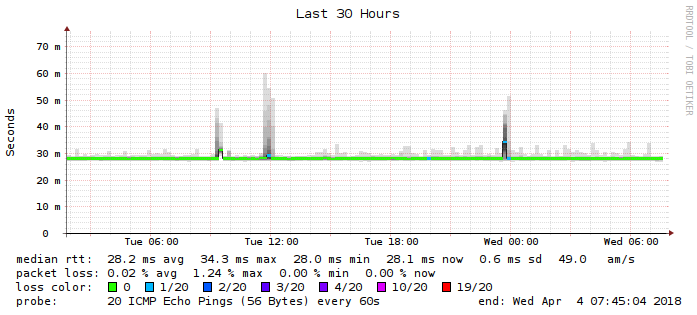 Last 30 Hours
RRDTOOL / TOBI OETIKER
Seconds
70 m
60 m
50 m
40 m
30 m
20 m
10 m
0
Tue 06:00 Tue 12:00 Tue 18:00 Wed 00:00 Wed 06:00
median rtt: 28.2 ms avg 34.3 ms max 28.0 ms min 28.1 ms now 0.6 ms sd 49.0 am/s
packet loss: 0.02 % avg 1.24 % max 0.00 % min 0.00 % now
loss color: 0 1/20 2/20 3/20 4/20 10/20 19/20
probe: 20 ICMP Echo Pings (56 Bytes) every 60s end: Wed Apr 4 07:45:04 2018